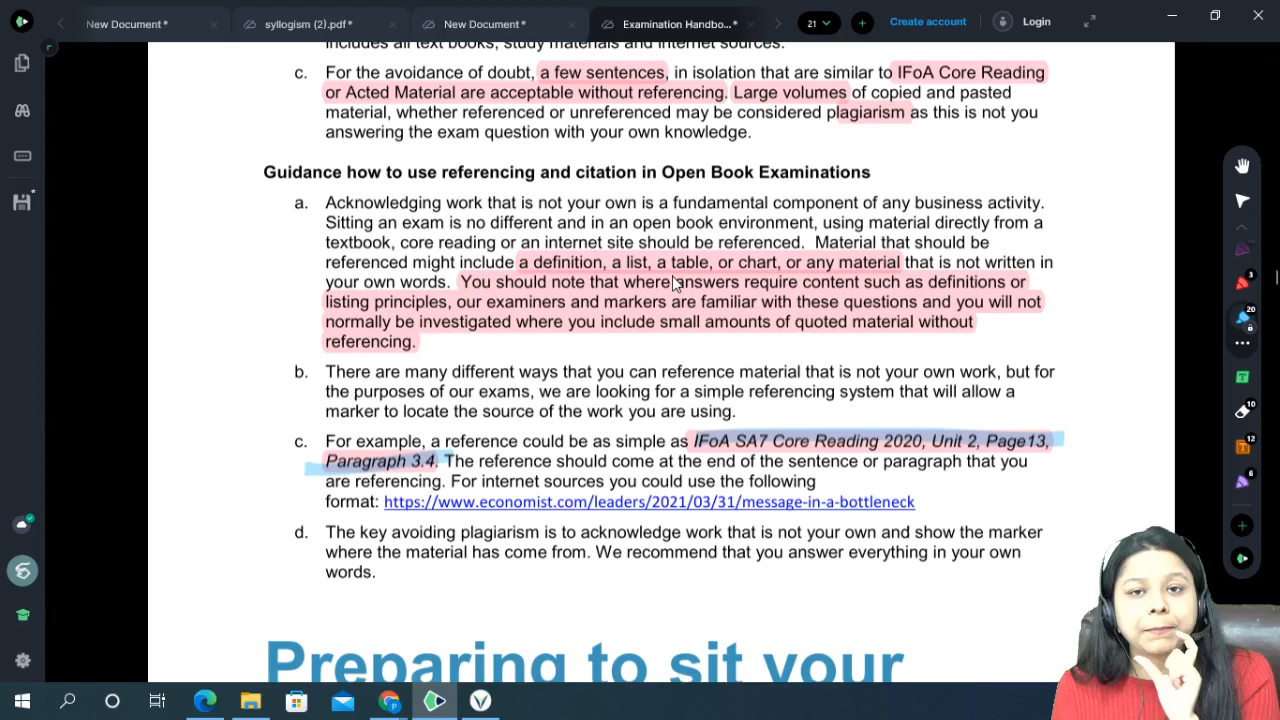 New Document* syllogism (2).pdf* New Document* Examination Handbo...* 21 Create account Login
includes all text books, study materials and internet sources.
c. For the avoidance of doubt, a few sentences, in isolation that are similar to IFoA Core Reading
or Acted Material are acceptable without referencing. Large volumes of copied and pasted
material, whether referenced or unreferenced may be considered plagiarism as this is not you
answering the exam question with your own knowledge.
Guidance how to use referencing and citation in Open Book Examinations
a. Acknowledging work that is not your own is a fundamental component of any business activity.
Sitting an exam is no different and in an open book environment, using material directly from a
textbook, core reading or an internet site should be referenced. Material that should be
referenced might include a definition, a list, a table, or chart, or any material that is not written in
your own words. You should note that where answers require content such as definitions or
listing principles, our examiners and markers are familiar with these questions and you will not
normally be investigated where you include small amounts of quoted material without
referencing.
b. There are many different ways that you can reference material that is not your own work, but for
the purposes of our exams, we are looking for a simple referencing system that will allow a
marker to locate the source of the work you are using.
c. For example, a reference could be as simple as IFoA SA7 Core Reading 2020, Unit 2, Page13,
Paragraph 3.4. The reference should come at the end of the sentence or paragraph that you
are referencing. For internet sources you could use the following
format: https://www.economist.com/leaders/2021/03/31/message-in-a-bottleneck
d. The key avoiding plagiarism is to acknowledge work that is not your own and show the marker
where the material has come from. We recommend that you answer everything in your own
words.
Preparing to sit your
3
20
10
12
6